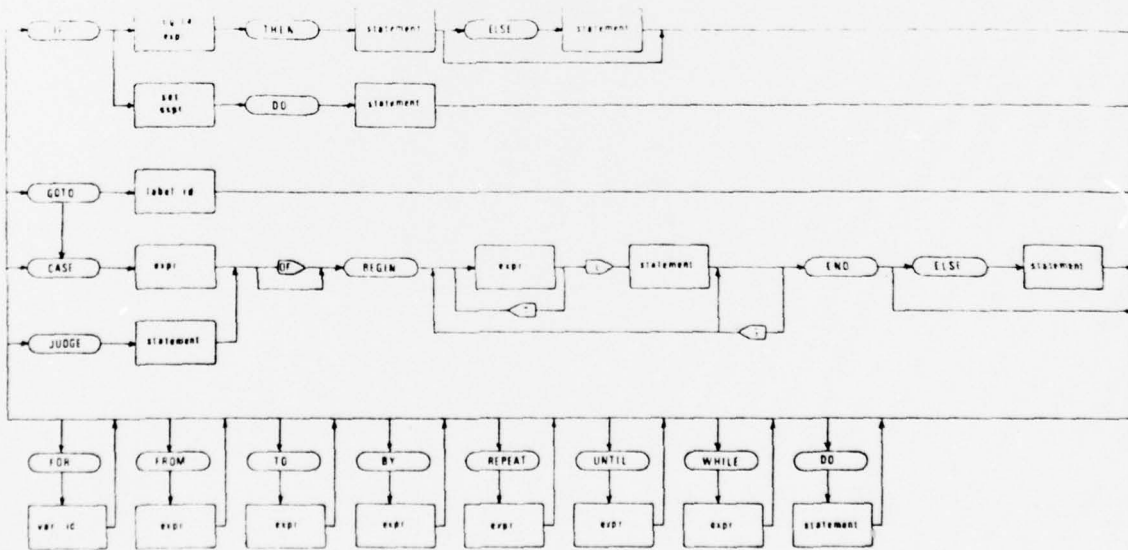 IF exp THEN statement ELSE statement
set expr DO statement
GOTO label id
CASE expr OF BEGIN expr statement END ELSE statement
JUDGE statement
FOR FROM TO BY REPEAT UNTIL WHILE DO
var id expr expr expr expr expr expr statement